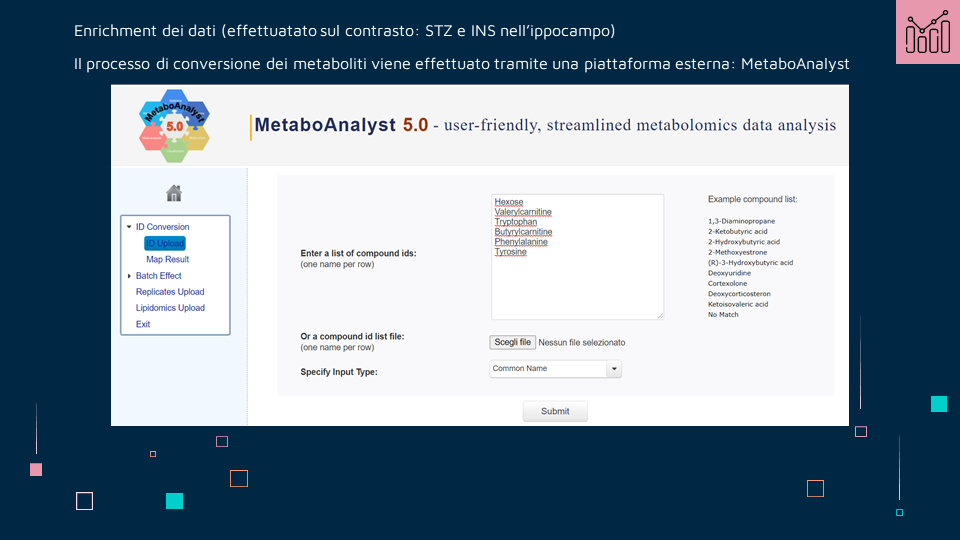 Enrichment dei dati (effettuatato sul contrasto: STZ e INS nell'ippocampo)
Il processo di conversione dei metaboliti viene effettuato tramite una piattaforma esterna: MetaboAnalyst
MetaboAnalyst
5.0
MetaboAnalyst 5.0 - user-friendly, streamlined metabolomics data analysis
ID Conversion
ID Upload
Map Result
Batch Effect
Replicates Upload
Lipidomics Upload
Exit
Enter a list of compound ids:
(one name per row)
Hexose
Valerylcarnitine
Tryptophan
Butyrylcarnitine
Phenylalanine
Tyrosine
Example compound list:
1,3-Diaminopropane
2-Ketobutyric acid
2-Hydroxybutyric acid
2-Methoxyestrone
(R)-3-Hydroxybutyric acid
Deoxyuridine
Cortexolone
Deoxycorticosteron
Ketoisovaleric acid
No Match
Or a compound id list file:
(one name per row)
Scegli file Nessun file selezionato
Specify Input Type:
Common Name
Submit